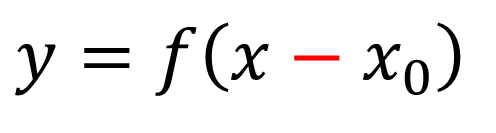 y = f(x − x₀)